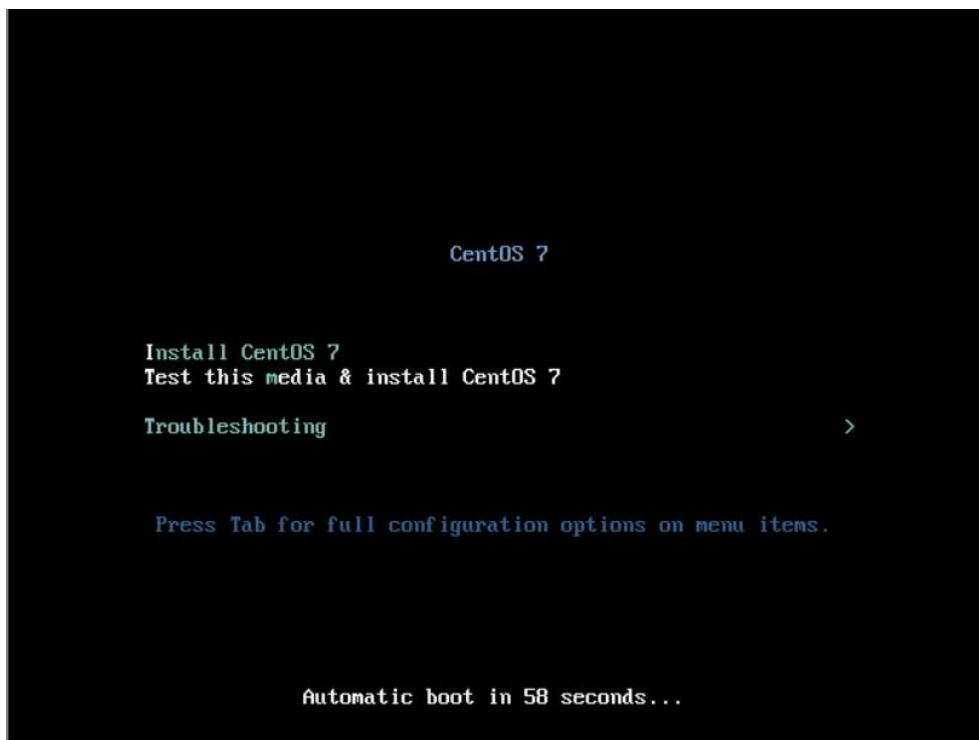 CentOS 7
Install CentOS 7
Test this media & install CentOS 7
Troubleshooting >
Press Tab for full configuration options on menu items.
Automatic boot in 58 seconds...